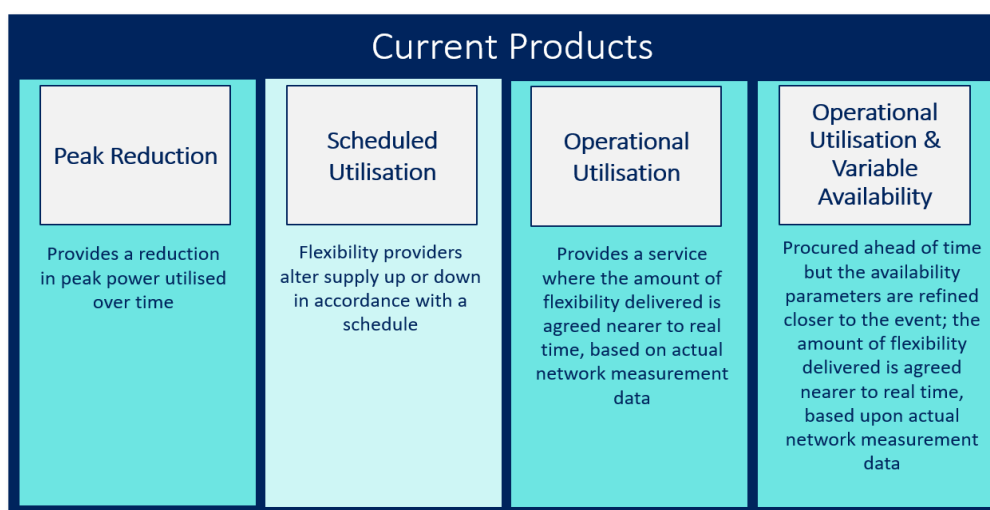 Current Products
Peak Reduction
Provides a reduction
in peak power utilised
over time
Scheduled
Utilisation
Flexibility providers
alter supply up or down
in accordance with a
schedule
Operational
Utilisation
Provides a service
where the amount of
flexibility delivered is
agreed nearer to real
time, based on actual
network measurement
data
Operational
Utilisation &
Variable
Availability
Procured ahead of time
but the availability
parameters are refined
closer to the event; the
amount of flexibility
delivered is agreed
nearer to real time,
based upon actual
network measurement
data